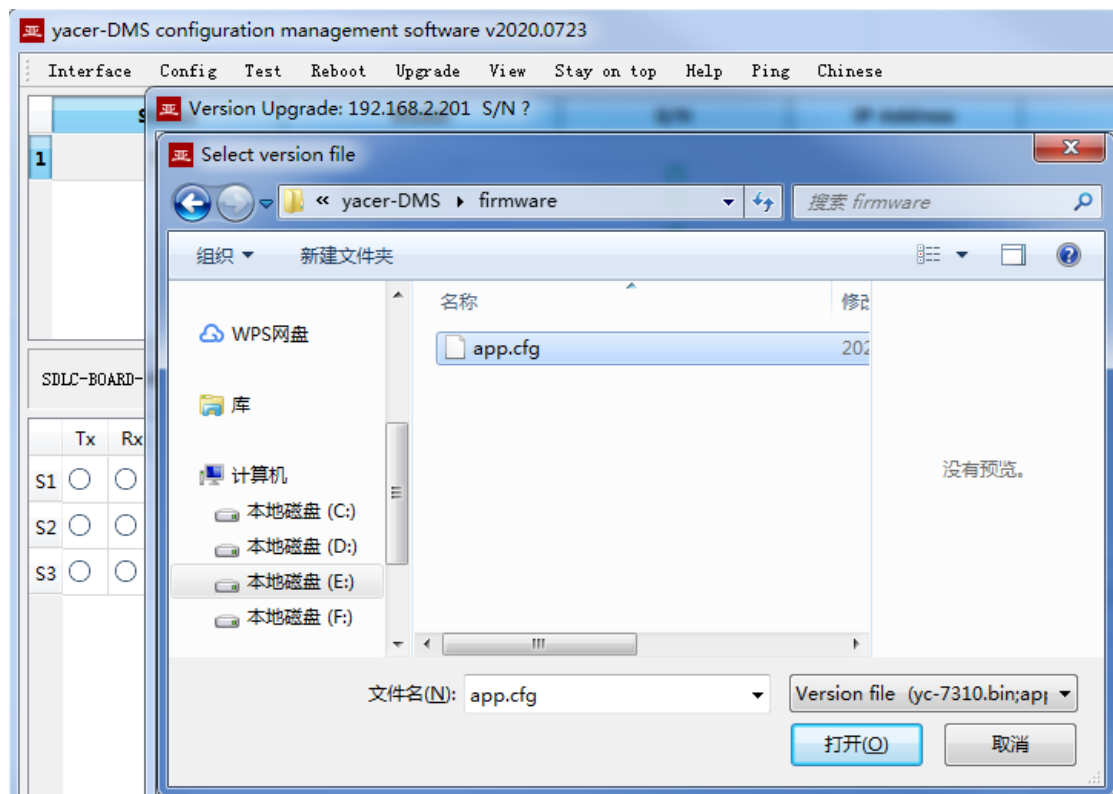 亚 yacer-DMS configuration management software v2020.0723
Interface Config Test Reboot Upgrade View Stay on top Help Ping Chinese
亚 Version Upgrade: 192.168.2.201 S/N ?
亚 Select version file
« yacer-DMS ▸ firmware
搜索 firmware
组织
新建文件夹
名称
WPS网盘
app.cfg
202
库
计算机
本地磁盘 (C:)
本地磁盘 (D:)
本地磁盘 (E:)
本地磁盘 (F:)
没有预览。
1
SDLC-BOARD-
Tx Rx
S1
S2
S3
文件名(N): app.cfg
Version file (yc-7310.bin;app
打开(O)
取消